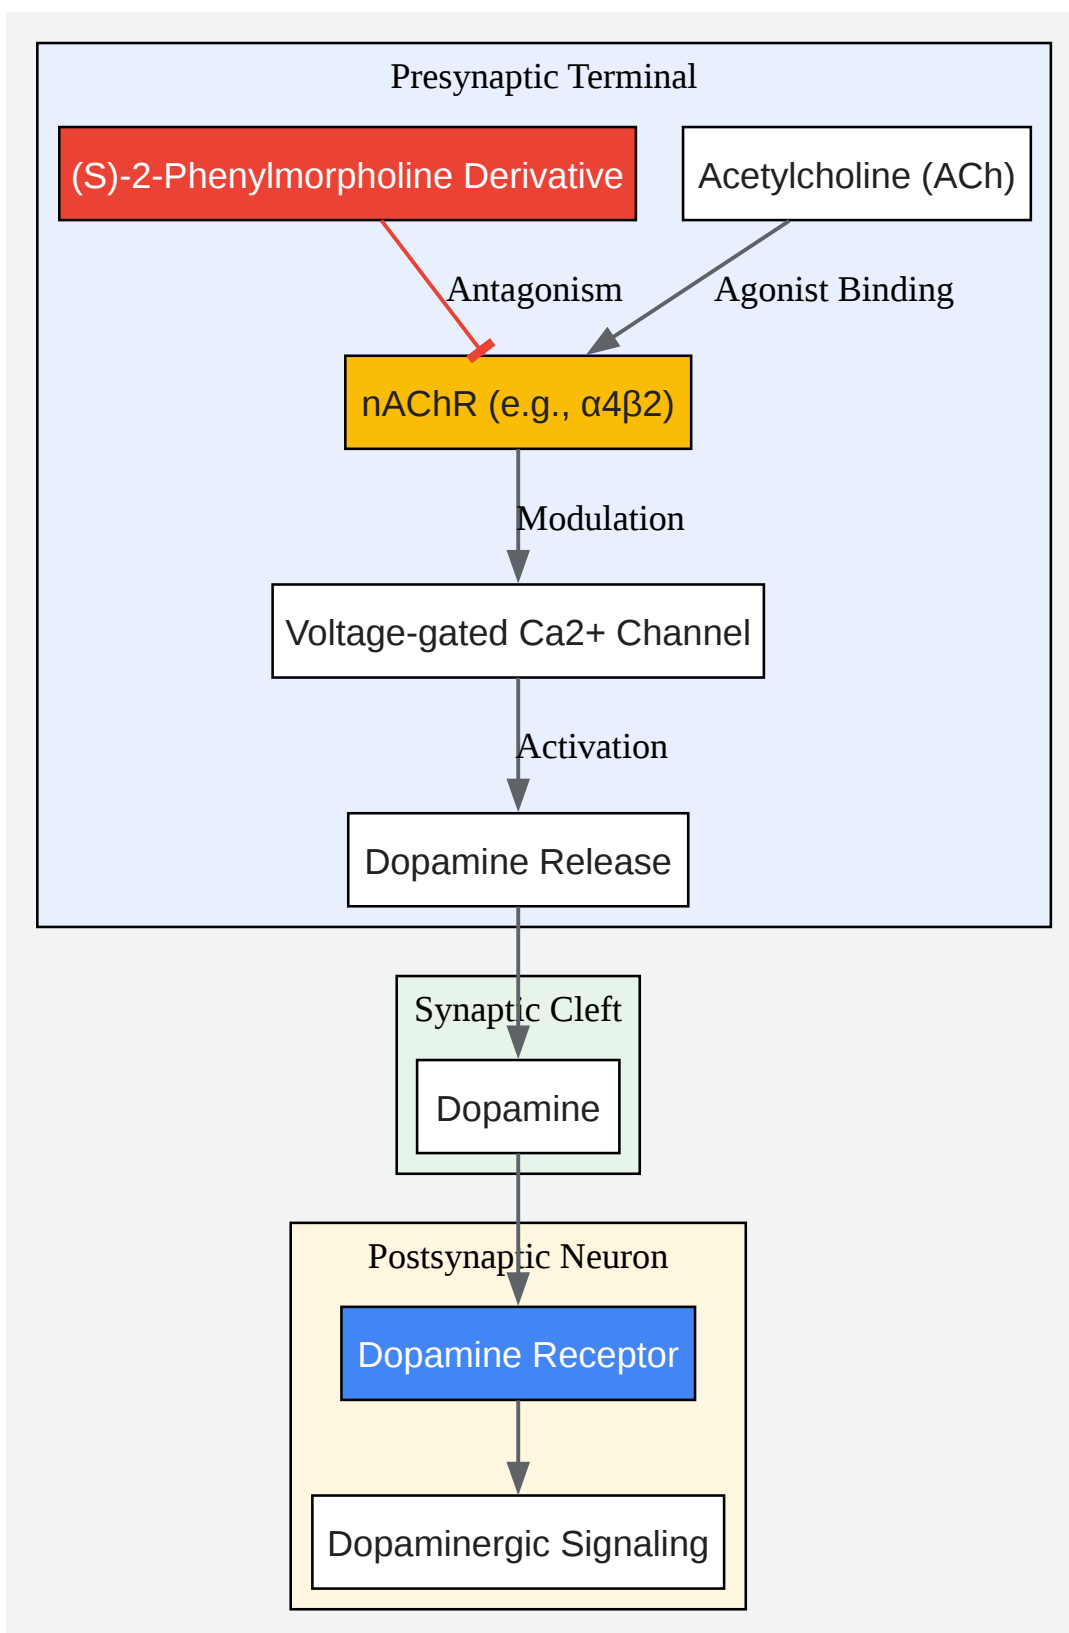 Presynaptic Terminal
(S)-2-Phenylmorpholine Derivative
Acetylcholine (ACh)
Antagonism
Agonist Binding
nAChR (e.g., α4β2)
Modulation
Voltage-gated Ca2+ Channel
Activation
Dopamine Release
Synaptic Cleft
Dopamine
Postsynaptic Neuron
Dopamine Receptor
Dopaminergic Signaling